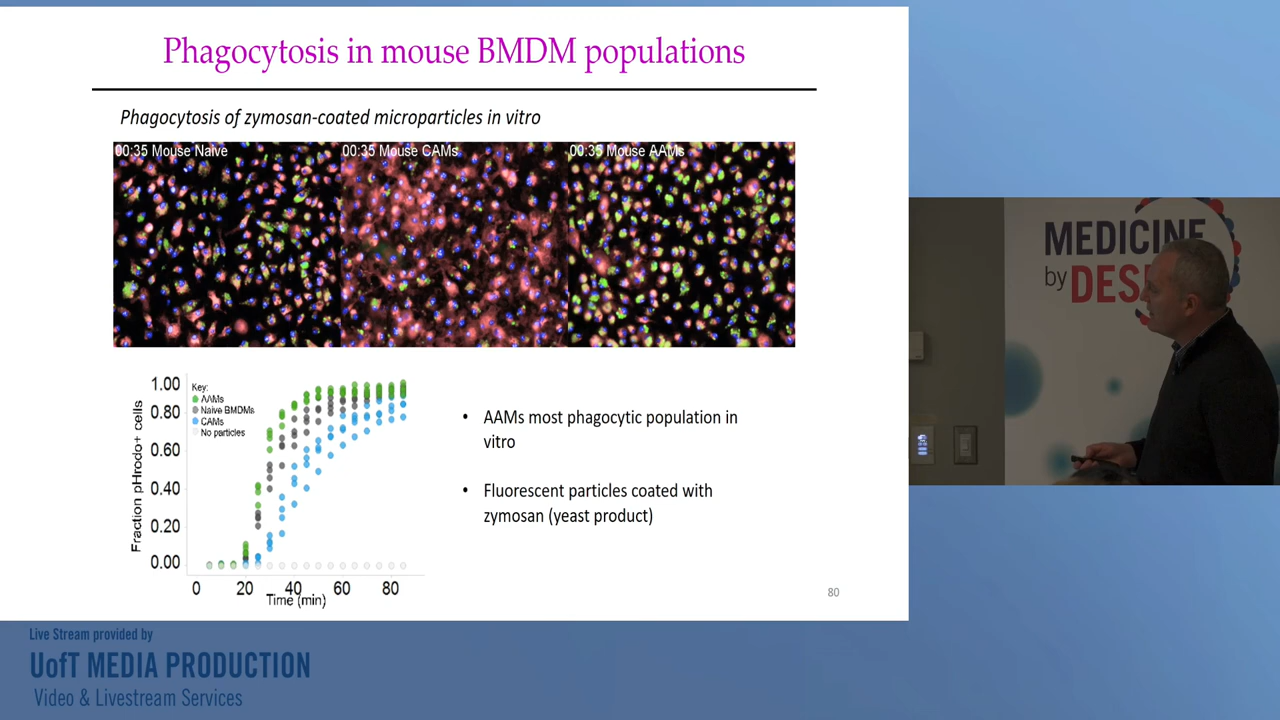 Phagocytosis in mouse BMDM populations
Phagocytosis of zymosan-coated microparticles in vitro
00:35 Mouse Naive
00:35 Mouse CAMs
00:35 Mouse AAMs
Fraction pHrodo+ cells
1.00
0.80
0.60
0.40
0.20
0.00
Key:
AAMs
Naive BMDMs
CAMs
No particles
0 20 40 60 80
Time (min)
• AAMs most phagocytic population in
vitro
• Fluorescent particles coated with
zymosan (yeast product)
80
MEDICINE
by DES
Live Stream provided by
UofT MEDIA PRODUCTION
Video & Livestream Services